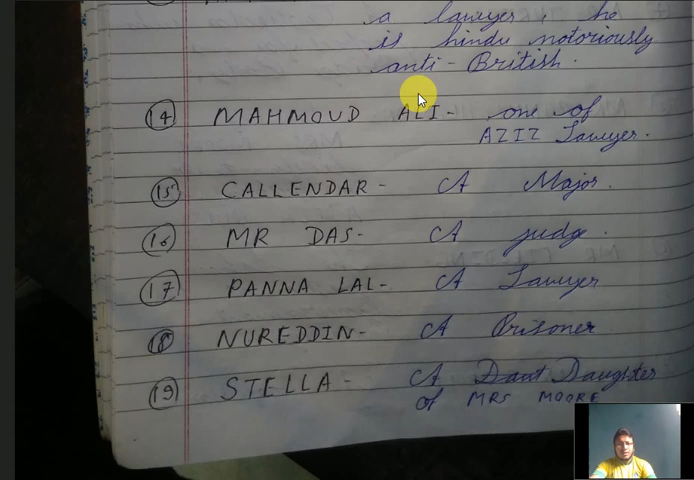 a lawyer, he
is hindu notoriously
anti-British.
14 MAHMOUD ALI- one of
AZIZ Lawyer.
15 CALLENDAR- A Major.
16 MR DAS- A judge.
17 PANNA LAL- A Lawyer
18 NUREDDIN- A Prisoner
19 STELLA- A Daut Daughter
of MRS MOORE